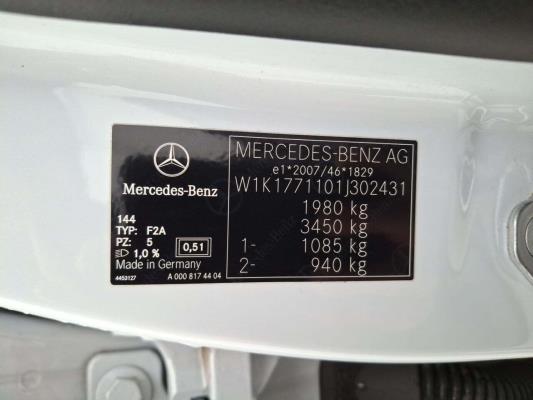 Mercedes-Benz
144
TYP: F2A
PZ: 5
1,0 % 0,51
Made in Germany
4453127 A 000 817 44 04
MERCEDES-BENZ AG
e1*2007/46*1829
W1K1771101J302431
1980 kg
3450 kg
1- 1085 kg
2- 940 kg